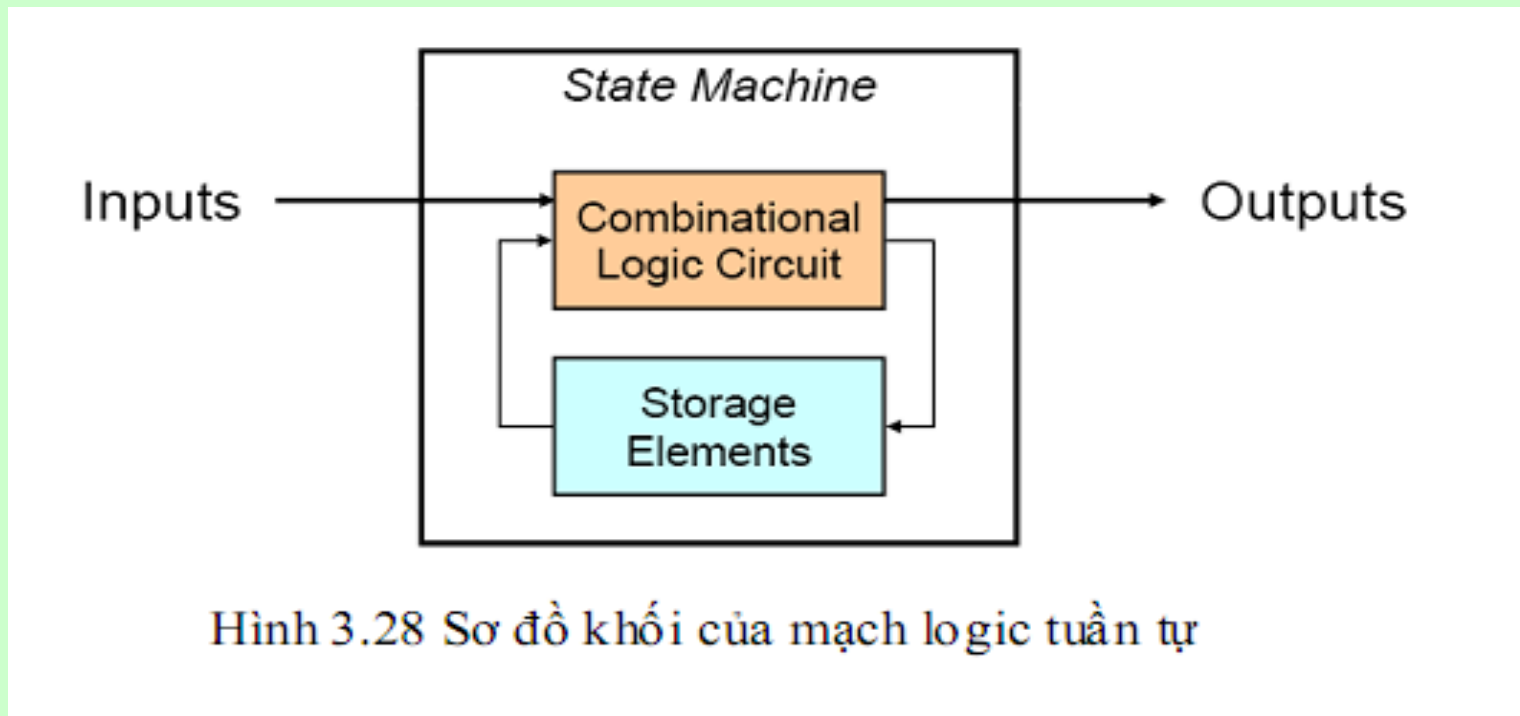 State Machine
Inputs
Combinational
Logic Circuit
Outputs
Storage
Elements
Hình 3.28 Sơ đồ khối của mạch logic tuần tự